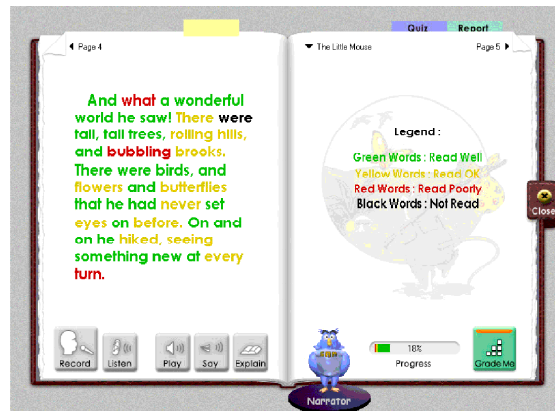 Quiz
Report
Page 4
The Little Mouse
Page 5
And what a wonderful
world he saw! There were
tall, tall trees, rolling hills,
and bubbling brooks.
There were birds, and
flowers and butterflies
that he had never set
eyes on before. On and
on he hiked, seeing
something new at every
turn.
Legend :
Green Words : Read Well
Yellow Words : Read OK
Red Words : Read Poorly
Black Words : Not Read
Close
Record
Listen
Play
Say
Explain
18%
Progress
Grade Me
Narrator